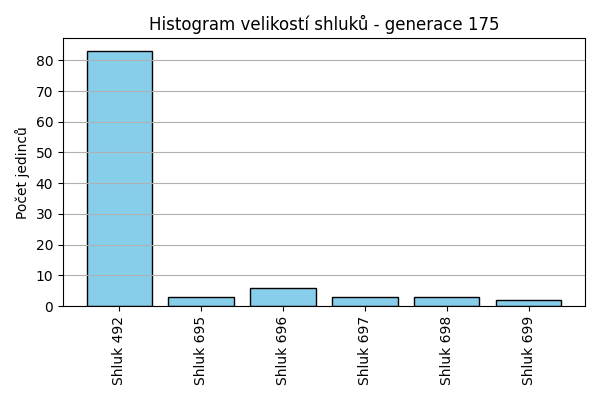 Histogram velikostí shluků - generace 175
Počet jedinců
80
70
60
50
40
30
20
10
0
Shluk 492
Shluk 695
Shluk 696
Shluk 697
Shluk 698
Shluk 699